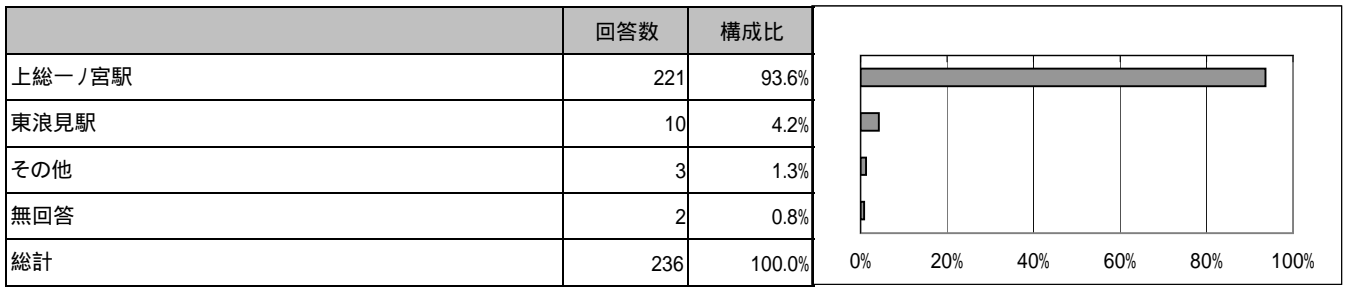 回答数 構成比
上総一ノ宮駅 221 93.6%
東浪見駅 10 4.2%
その他 3 1.3%
無回答 2 0.8%
総計 236 100.0%
0% 20% 40% 60% 80% 100%